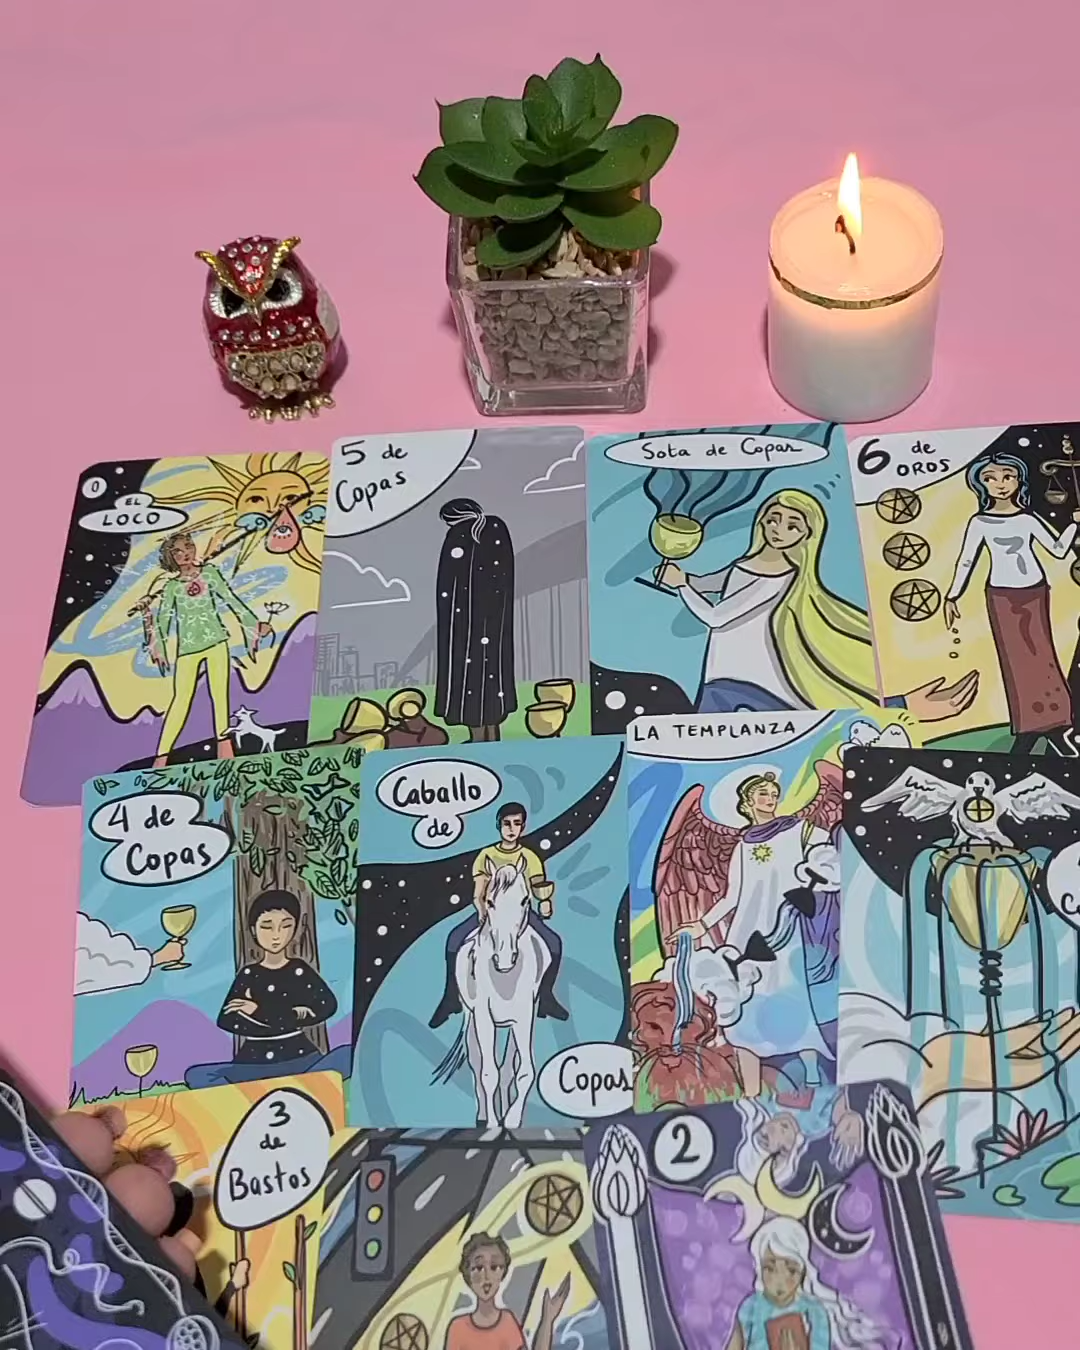 0
EL
LOCO
5 de
Copas
Sota de Copas
6 de
OROS
4 de
Copas
Caballo
de
Copas
LA TEMPLANZA
3
de
Bastos
2